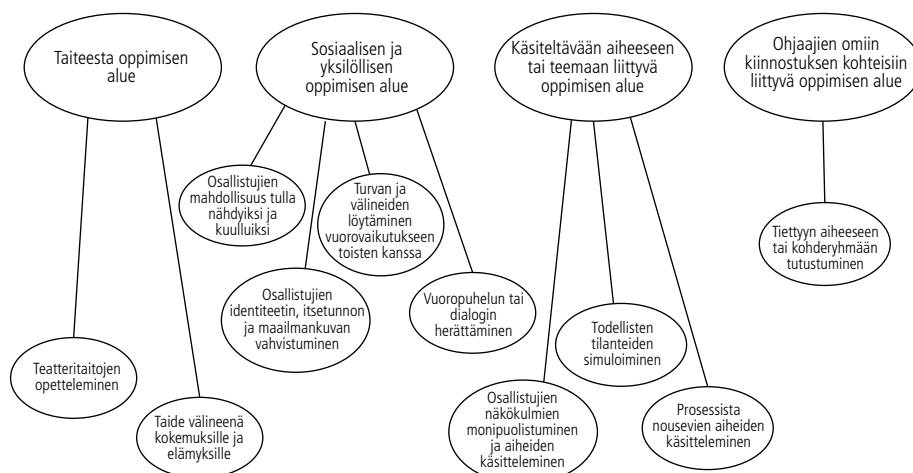 Taiteesta oppimisen
alue
Sosiaalisen ja
yksilöllisen
oppimisen alue
Käsiteltävään aiheeseen
tai teemaan liittyvä
oppimisen alue
Ohjaajien omiin
kiinnostuksen kohteisiin
liittyvä oppimisen alue
Osallistujien
mahdollisuus tulla
nähdyiksi ja
kuulluiksi
Turvan ja
välineiden
löytäminen
vuorovaikutukseen
toisten kanssa
Tiettyyn aiheeseen
tai kohderyhmään
tutustuminen
Osallistujien
identiteetin, itsetunnon
ja maailmankuvan
vahvistuminen
Vuoropuhelun tai
dialogin
herättäminen
Todellisten
tilanteiden
simuloiminen
Teatteritaitojen
opetteleminen
Taide välineenä
kokemuksille ja
elämyksille
Osallistujien
näkökulmien
monipuolistuminen
ja aiheiden
käsitteleminen
Prosessista
nousevien aiheiden
käsitteleminen